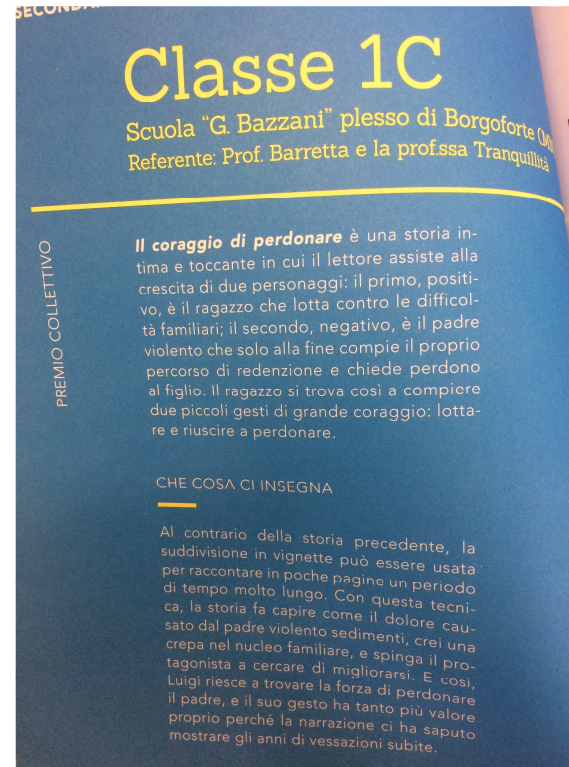 Classe 1C
Scuola "G. Bazzani" plesso di Borgoforte
Referente: Prof. Barretta e la prof.ssa Tranquillità
PREMIO COLLETTIVO
Il coraggio di perdonare è una storia in-
tima e toccante in cui il lettore assiste alla
crescita di due personaggi: il primo, positi-
vo, è il ragazzo che lotta contro le difficol-
tà familiari; il secondo, negativo, è il padre
violento che solo alla fine compie il proprio
percorso di redenzione e chiede perdono
al figlio. Il ragazzo si trova così a compiere
due piccoli gesti di grande coraggio: lotta-
re e riuscire a perdonare.
CHE COSA CI INSEGNA
Al contrario della storia precedente, la
suddivisione in vignette può essere usata
per raccontare in poche pagine un periodo
di tempo molto lungo. Con questa tecni-
ca, la storia fa capire come il dolore cau-
sato dal padre violento sedimenti, crei una
crepa nel nucleo familiare, e spinga il pro-
tagonista a cercare di migliorarsi. E così,
Luigi riesce a trovare la forza di perdonare
il padre, e il suo gesto ha tanto più valore
proprio perché la narrazione ci ha saputo
mostrare gli anni di vessazioni subite.